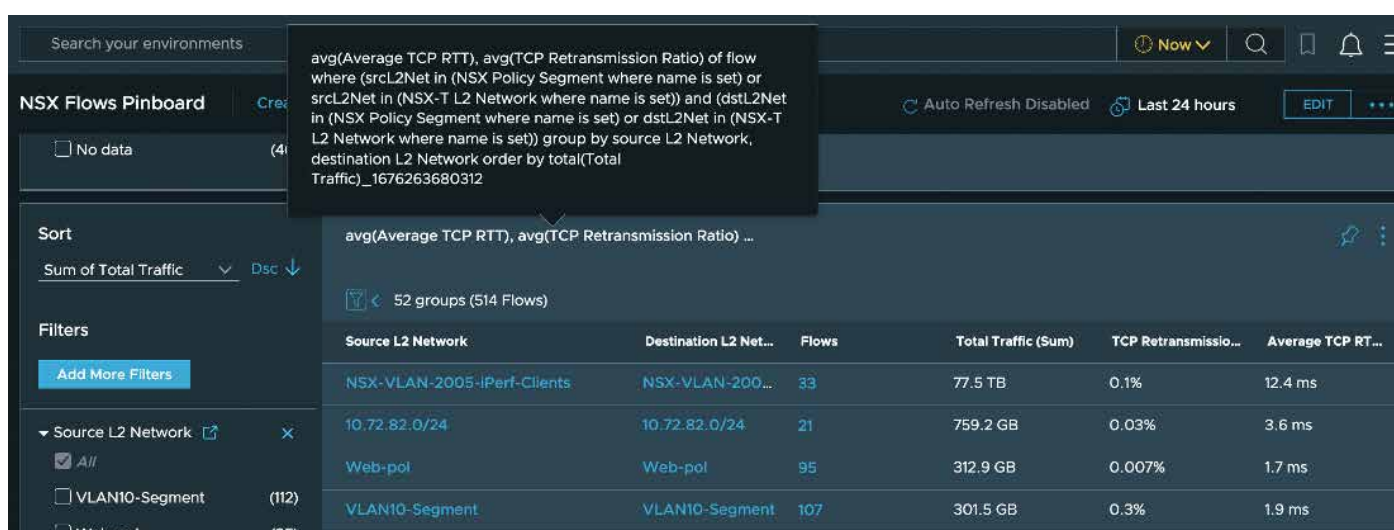 Search your environments
Now
avg(Average TCP RTT), avg(TCP Retransmission Ratio) of flow
where (srcL2Net in (NSX Policy Segment where name is set) or
srcL2Net in (NSX-T L2 Network where name is set)) and (dstL2Net
in (NSX Policy Segment where name is set) or dstL2Net in (NSX-T
L2 Network where name is set)) group by source L2 Network,
destination L2 Network order by total(Total
Traffic)_1676263680312
NSX Flows Pinboard
Auto Refresh Disabled
Last 24 hours
EDIT
No data
Sort
Sum of Total Traffic
Dsc
Filters
Add More Filters
Source L2 Network
All
VLAN10-Segment (112)
avg(Average TCP RTT), avg(TCP Retransmission Ratio) ...
52 groups (514 Flows)
Source L2 Network Destination L2 Net... Flows Total Traffic (Sum) TCP Retransmissio... Average TCP RT...
NSX-VLAN-2005-iPerf-Clients NSX-VLAN-200... 33 77.5 TB 0.1% 12.4 ms
10.72.82.0/24 10.72.82.0/24 21 759.2 GB 0.03% 3.6 ms
Web-pol Web-pol 95 312.9 GB 0.007% 1.7 ms
VLAN10-Segment VLAN10-Segment 107 301.5 GB 0.3% 1.9 ms